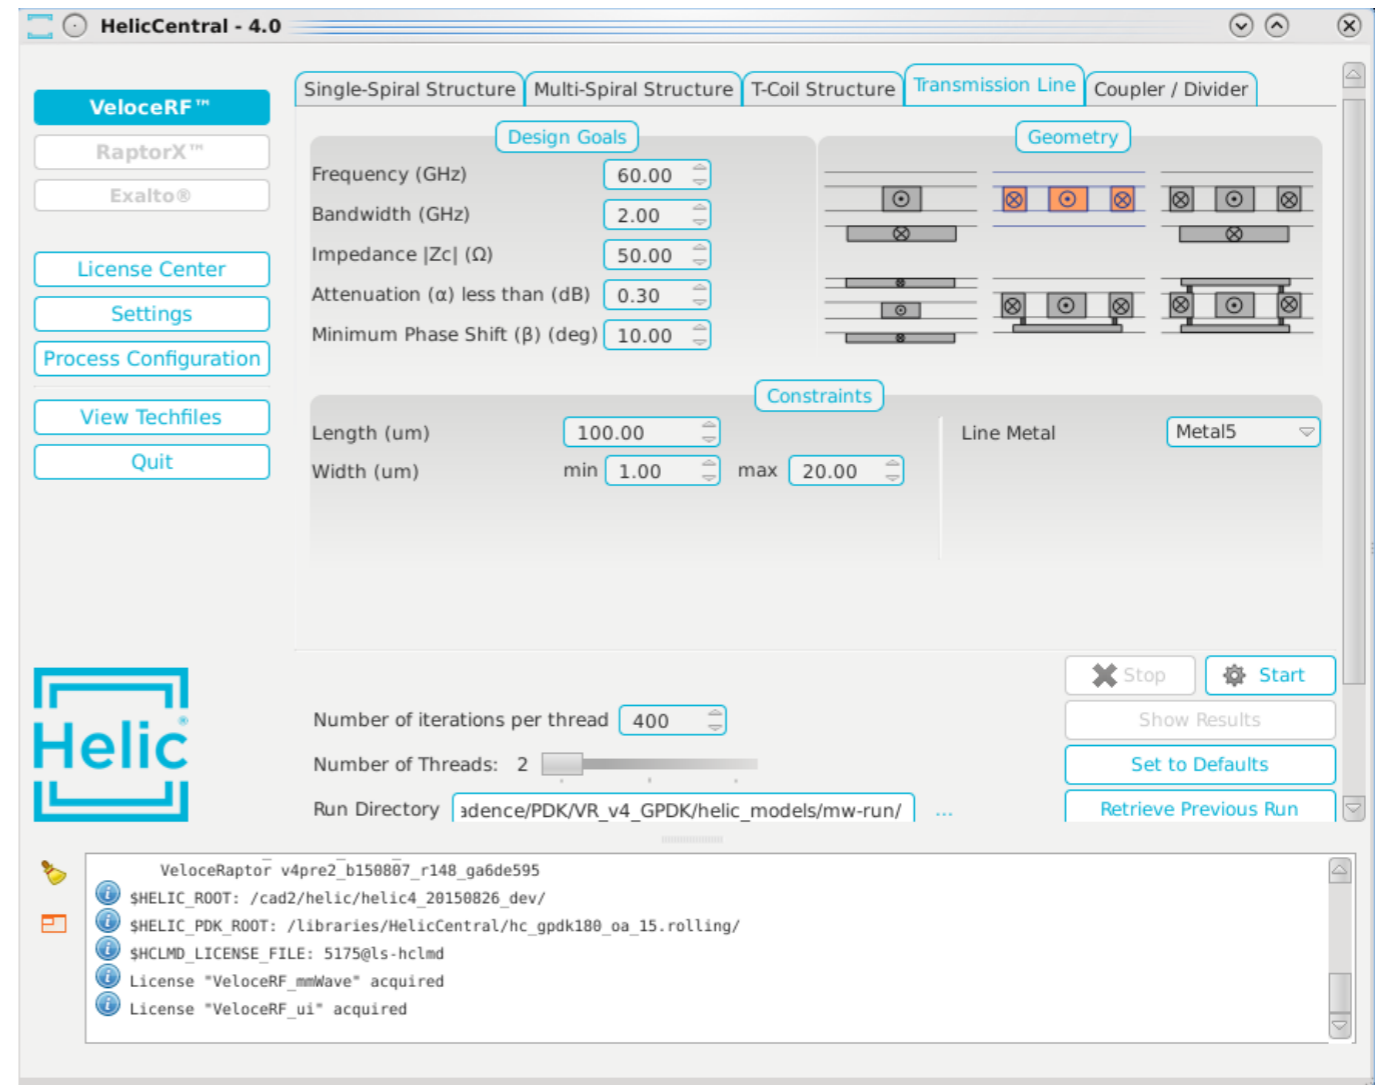 HelicCentral - 4.0
VeloceRF™
RaptorX™
Exalto®
License Center
Settings
Process Configuration
View Techfiles
Quit
Helic®
Single-Spiral Structure
Multi-Spiral Structure
T-Coil Structure
Transmission Line
Coupler / Divider
Design Goals
Frequency (GHz) 60.00
Bandwidth (GHz) 2.00
Impedance |Zc| (Ω) 50.00
Attenuation (α) less than (dB) 0.30
Minimum Phase Shift (β) (deg) 10.00
Geometry
Constraints
Length (um) 100.00
Width (um) min 1.00 max 20.00
Line Metal Metal5
Stop
Start
Show Results
Set to Defaults
Retrieve Previous Run
Number of iterations per thread 400
Number of Threads: 2
Run Directory adence/PDK/VR_v4_GPDK/helic_models/mw-run/ ...
VeloceRaptor v4pre2_b150807_r148_ga6de595
$HELIC_ROOT: /cad2/helic/helic4_20150826_dev/
$HELIC_PDK_ROOT: /libraries/HelicCentral/hc_gpdk180_oa_15.rolling/
$HCLMD_LICENSE_FILE: 5175@ls-hclmd
License "VeloceRF_mmWave" acquired
License "VeloceRF_ui" acquired